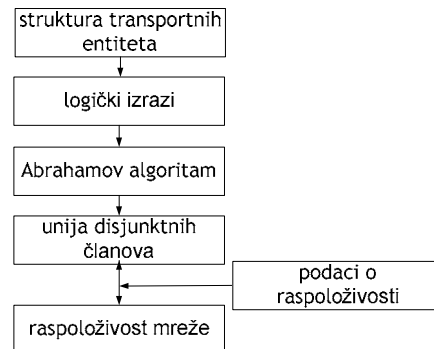 struktura transportnih
entiteta
logički izrazi
Abrahamov algoritam
unija disjunktnih
članova
podaci o
raspoloživosti
raspoloživost mreže